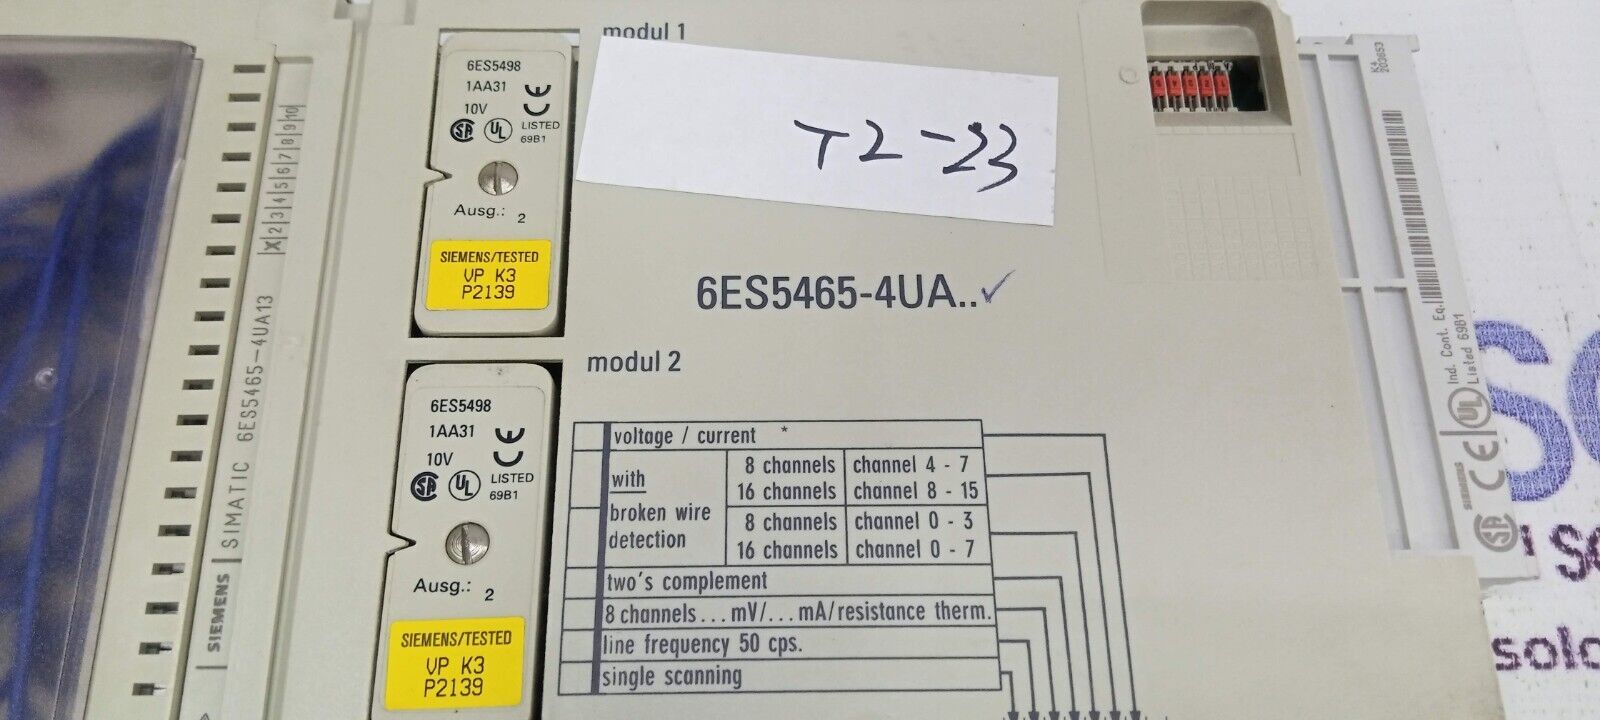 modul 1
6ES5498
1AA31
10V
LISTED
69B1
Ausg.: 2
SIEMENS/TESTED
VP K3
P2139
T2-23
6ES5465-4UA..✓
modul 2
6ES5498
1AA31
10V
LISTED
69B1
Ausg.: 2
SIEMENS/TESTED
VP K3
P2139
voltage / current *
with broken wire detection
8 channels channel 4 - 7
16 channels channel 8 - 15
8 channels channel 0 - 3
16 channels channel 0 - 7
two's complement
8 channels...mV/...mA/resistance therm.
line frequency 50 cps.
single scanning
SIEMENS SIMATIC 6ES5465-4UA13 X 2 3 4 5 6 7 8 9 10
K4
203653
SIEMENS
Ind. Cont. Eq.
Listed 69B1